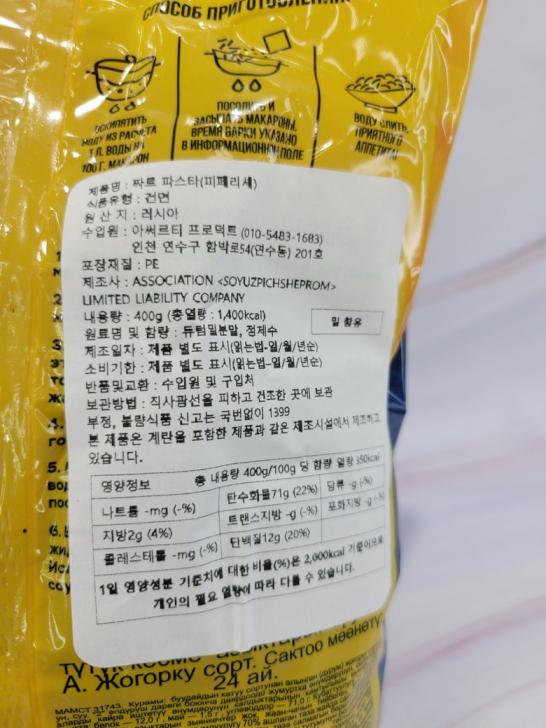 СПОСОБ ПРИГОТОВЛЕНИЯ
ВСКИПЯТИТЬ
ВОДУ ИЗ РАСЧЕТА
1 Л. ВОДЫ НА
100 Г. МАКАРОН
ПОСОЛИТЬ И
ЗАСЫПАТЬ МАКАРОНЫ.
ВРЕМЯ ВАРКИ УКАЗАНО
В ИНФОРМАЦИОННОМ ПОЛЕ
ВОДУ СЛИТЬ.
ПРИЯТНОГО
АППЕТИТА!
제품명 : 짜르 파스타(피페리세)
식품유형 : 건면
원 산 지 : 러시아
수입원 : 아써르티 프로덕트 (010-5483-1683)
인천 연수구 함박로54(연수동) 201호
포장재질 : PE
제조사 : ASSOCIATION <SOYUZPICHSHEPROM>
LIMITED LIABILITY COMPANY
내용량 : 400g (총열량 : 1,400kcal)
밀 함유
원료명 및 함량 : 듀럼밀분말, 정제수
제조일자 : 제품 별도 표시(읽는법-일/월/년순)
소비기한 : 제품 별도 표시(읽는법-일/월/년순)
반품및교환 : 수입원 및 구입처
보관방법 : 직사광선을 피하고 건조한 곳에 보관
부정, 불량식품 신고는 국번없이 1399
본 제품은 계란을 포함한 제품과 같은 제조시설에서 제조하고
있습니다.
영양정보 총 내용량 400g/100g 당 함량 열량 350kcal
나트륨 -mg (-%) 탄수화물71g (22%) 당류 -g (-%)
지방2g (4%) 트랜스지방 -g (-%) 포화지방 -g (-%)
콜레스테롤 -mg (-%) 단백질12g (20%)
1일 영양성분 기준치에 대한 비율(%)은 2,000kcal 기준이므로
개인의 필요 열량에 따라 다를 수 있습니다.
А. Жогорку сорт. Сактоо мөөнөтү
24 ай.
МАМСТ 31743. Курамы: буудайдын катуу сортунан